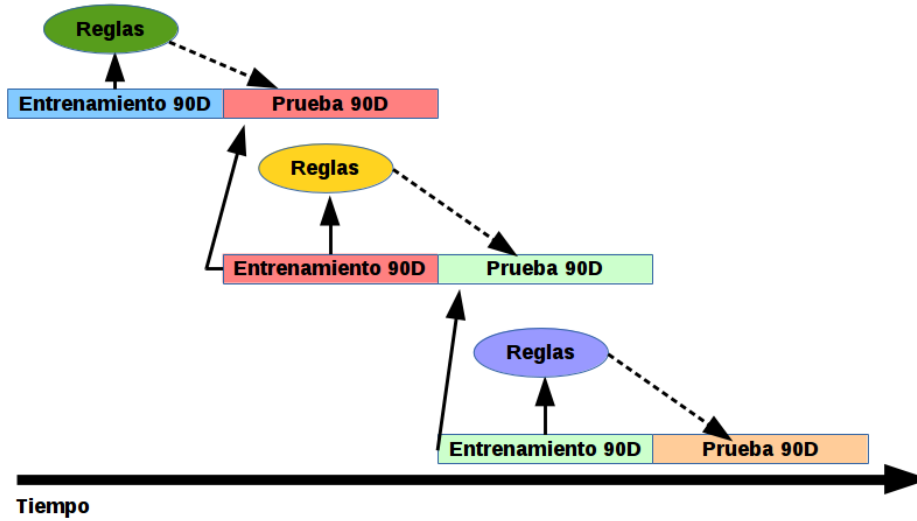 Reglas
Entrenamiento 90D
Prueba 90D
Reglas
Entrenamiento 90D
Prueba 90D
Reglas
Entrenamiento 90D
Prueba 90D
Tiempo